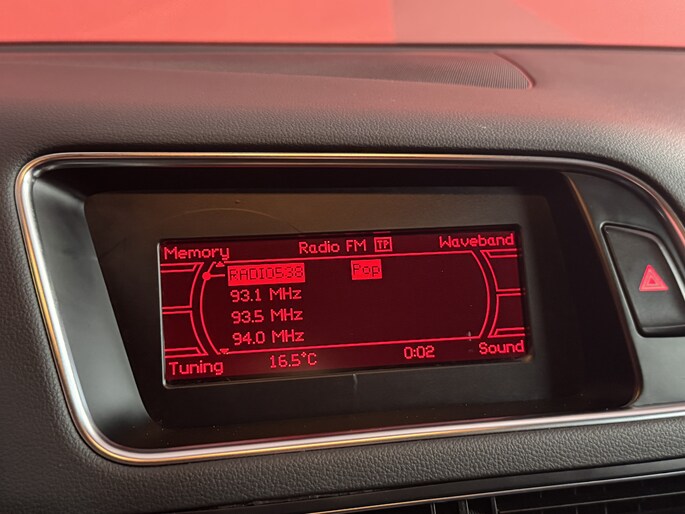 Memory Radio FM TP Waveband
RADIO538 Pop
93.1 MHz
93.5 MHz
94.0 MHz
Tuning 16.5°C 0:02 Sound